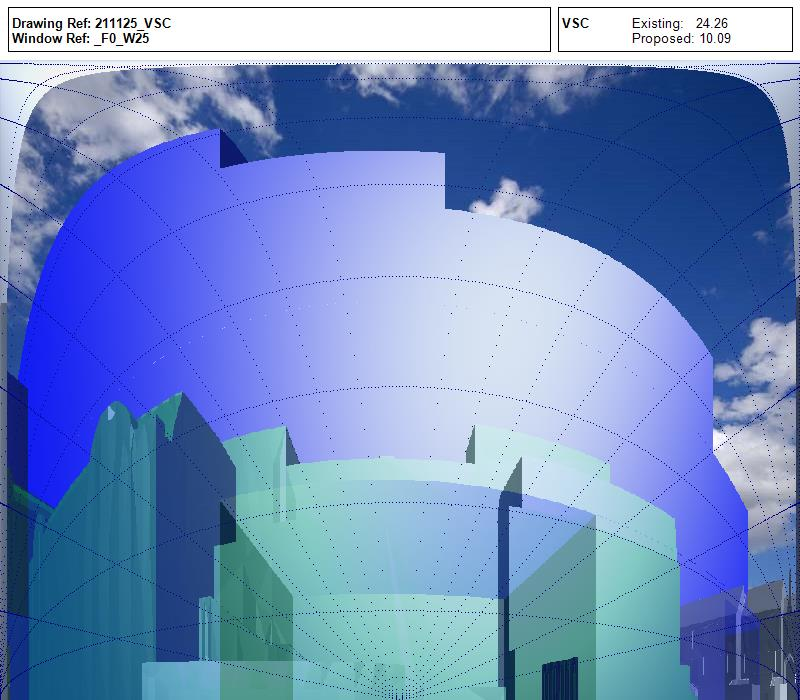 Drawing Ref: 211125_VSC
Window Ref: _F0_W25
VSC Existing: 24.26
Proposed: 10.09